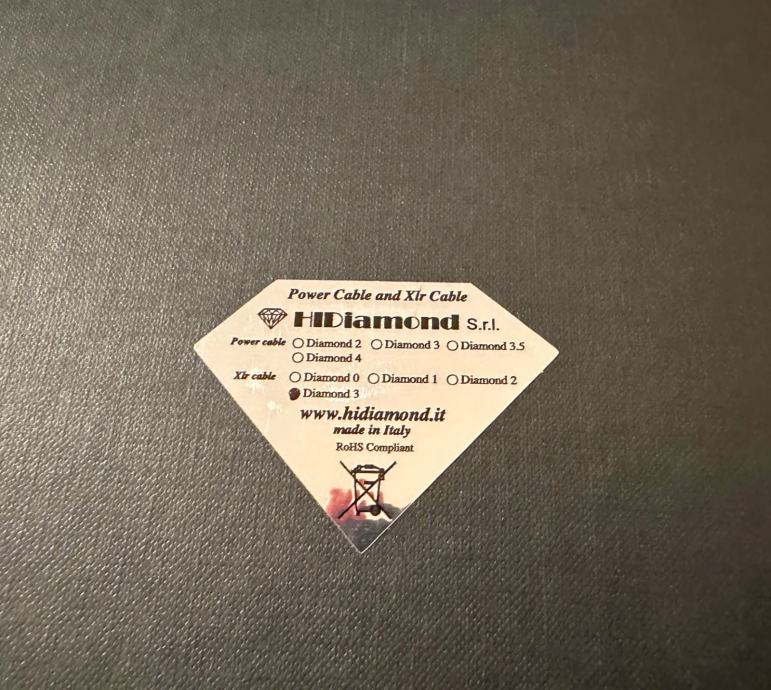 Power Cable and Xlr Cable
HIDiamond S.r.l.
Power cable ○ Diamond 2 ○ Diamond 3 ○ Diamond 3.5
○ Diamond 4
Xlr cable ○ Diamond 0 ○ Diamond 1 ○ Diamond 2
● Diamond 3
www.hidiamond.it
made in Italy
RoHS Compliant